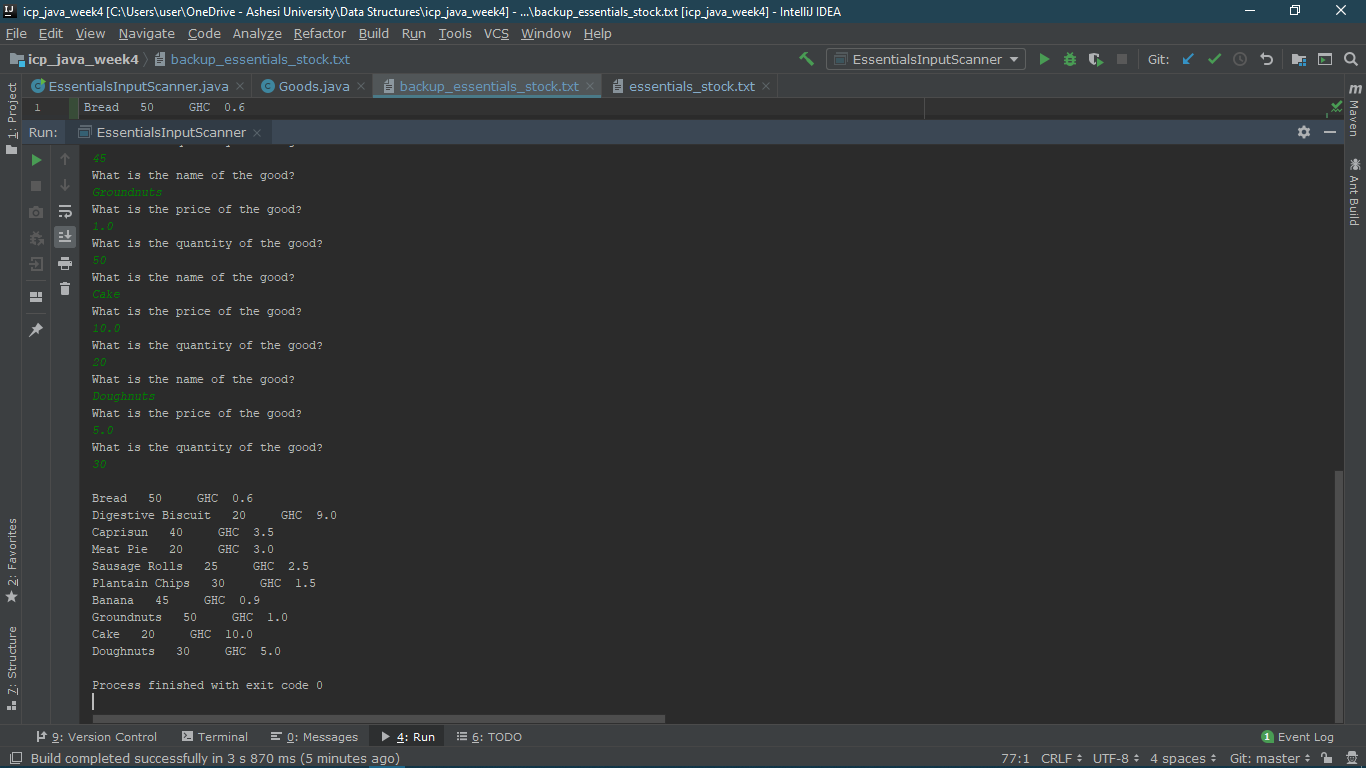 icp_java_week4 [C:\Users\user\OneDrive - Ashesi University\Data Structures\icp_java_week4] - ...\backup_essentials_stock.txt [icp_java_week4] - IntelliJ IDEA
File Edit View Navigate Code Analyze Refactor Build Run Tools VCS Window Help
icp_java_week4 backup_essentials_stock.txt EssentialsInputScanner Git:
EssentialsInputScanner.java Goods.java backup_essentials_stock.txt essentials_stock.txt
1 Bread 50 GHC 0.6
Run: EssentialsInputScanner
45
What is the name of the good?
Groundnuts
What is the price of the good?
1.0
What is the quantity of the good?
50
What is the name of the good?
Cake
What is the price of the good?
10.0
What is the quantity of the good?
20
What is the name of the good?
Doughnuts
What is the price of the good?
5.0
What is the quantity of the good?
30
Bread 50 GHC 0.6
Digestive Biscuit 20 GHC 9.0
Caprisun 40 GHC 3.5
Meat Pie 20 GHC 3.0
Sausage Rolls 25 GHC 2.5
Plantain Chips 30 GHC 1.5
Banana 45 GHC 0.9
Groundnuts 50 GHC 1.0
Cake 20 GHC 10.0
Doughnuts 30 GHC 5.0
Process finished with exit code 0
1: Project
2: Favorites
7: Structure
m Maven
Ant Build
9: Version Control Terminal 0: Messages 4: Run 6: TODO 1 Event Log
Build completed successfully in 3 s 870 ms (5 minutes ago) 77:1 CRLF UTF-8 4 spaces Git: master